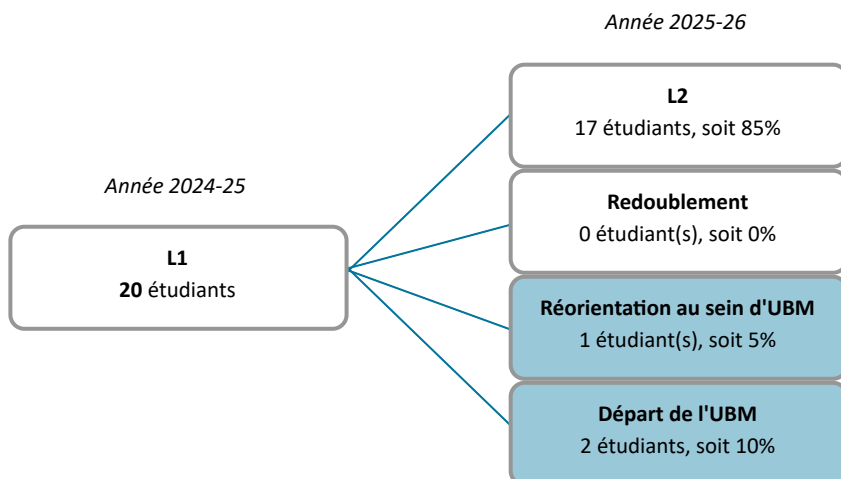 Année 2025-26
L2
17 étudiants, soit 85%
Année 2024-25
Redoublement
0 étudiant(s), soit 0%
L1
20 étudiants
Réorientation au sein d'UBM
1 étudiant(s), soit 5%
Départ de l'UBM
2 étudiants, soit 10%